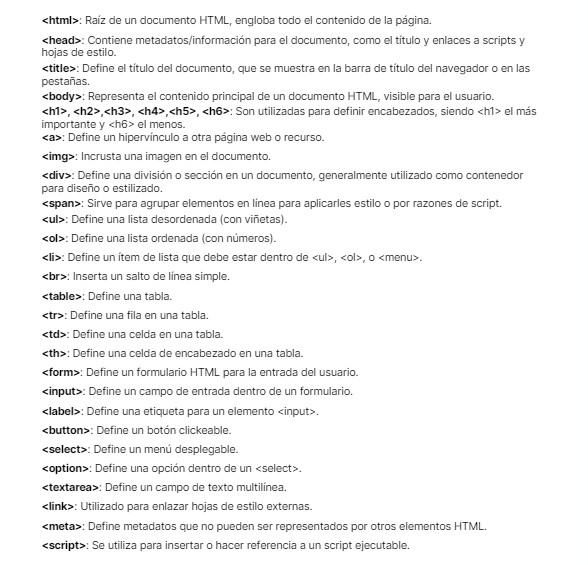 <html>: Raíz de un documento HTML, engloba todo el contenido de la página.
<head>: Contiene metadatos/información para el documento, como el título y enlaces a scripts y
hojas de estilo.
<title>: Define el título del documento, que se muestra en la barra de título del navegador o en las
pestañas.
<body>: Representa el contenido principal de un documento HTML, visible para el usuario.
<h1>, <h2>,<h3>, <h4>,<h5>, <h6>: Son utilizadas para definir encabezados, siendo <h1> el más
importante y <h6> el menos.
<a>: Define un hipervínculo a otra página web o recurso.
<img>: Incrusta una imagen en el documento.
<div>: Define una división o sección en un documento, generalmente utilizado como contenedor
para diseño o estilizado.
<span>: Sirve para agrupar elementos en línea para aplicarles estilo o por razones de script.
<ul>: Define una lista desordenada (con viñetas).
<ol>: Define una lista ordenada (con números).
<li>: Define un ítem de lista que debe estar dentro de <ul>, <ol>, o <menu>.
<br>: Inserta un salto de línea simple.
<table>: Define una tabla.
<tr>: Define una fila en una tabla.
<td>: Define una celda en una tabla.
<th>: Define una celda de encabezado en una tabla.
<form>: Define un formulario HTML para la entrada del usuario.
<input>: Define un campo de entrada dentro de un formulario.
<label>: Define una etiqueta para un elemento <input>.
<button>: Define un botón clickeable.
<select>: Define un menú desplegable.
<option>: Define una opción dentro de un <select>.
<textarea>: Define un campo de texto multilínea.
<link>: Utilizado para enlazar hojas de estilo externas.
<meta>: Define metadatos que no pueden ser representados por otros elementos HTML.
<script>: Se utiliza para insertar o hacer referencia a un script ejecutable.